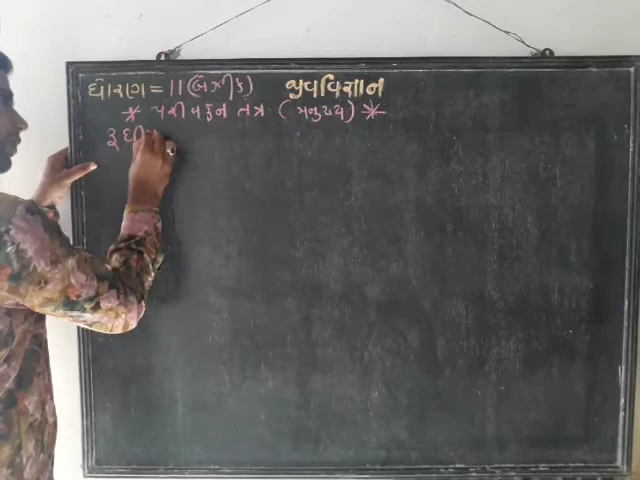 ધોરણ = 11 (બેઝીક) જીવવિજ્ઞાન
* પરીવહન તંત્ર (મનુષ્ય) *
રૂધી